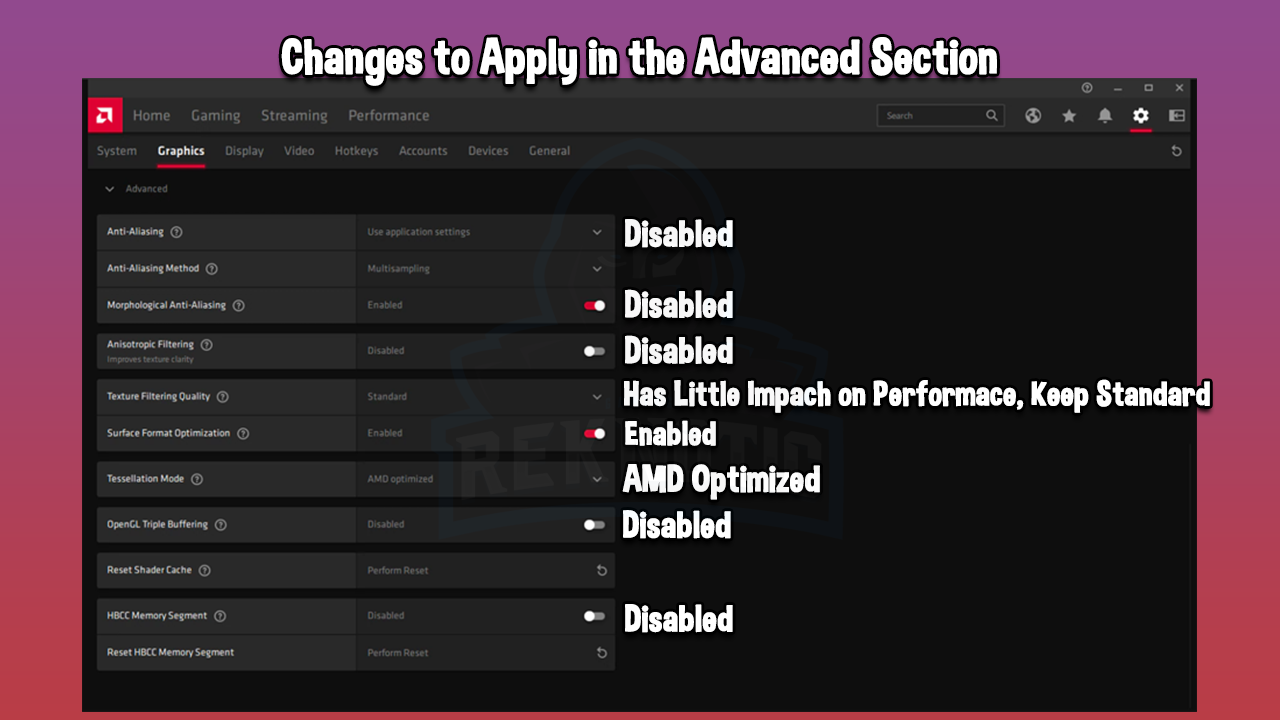 Changes to Apply in the Advanced Section
Home Gaming Streaming Performance Search
System Graphics Display Video Hotkeys Accounts Devices General
Advanced
Anti-Aliasing Use application settings Disabled
Anti-Aliasing Method Multisampling
Morphological Anti-Aliasing Enabled Disabled
Anisotropic Filtering Disabled Disabled
Improves texture clarity
Texture Filtering Quality Standard Has Little Impach on Performace, Keep Standard
Surface Format Optimization Enabled Enabled
Tessellation Mode AMD optimized AMD Optimized
OpenGL Triple Buffering Disabled Disabled
Reset Shader Cache Perform Reset
HBCC Memory Segment Disabled Disabled
Reset HBCC Memory Segment Perform Reset